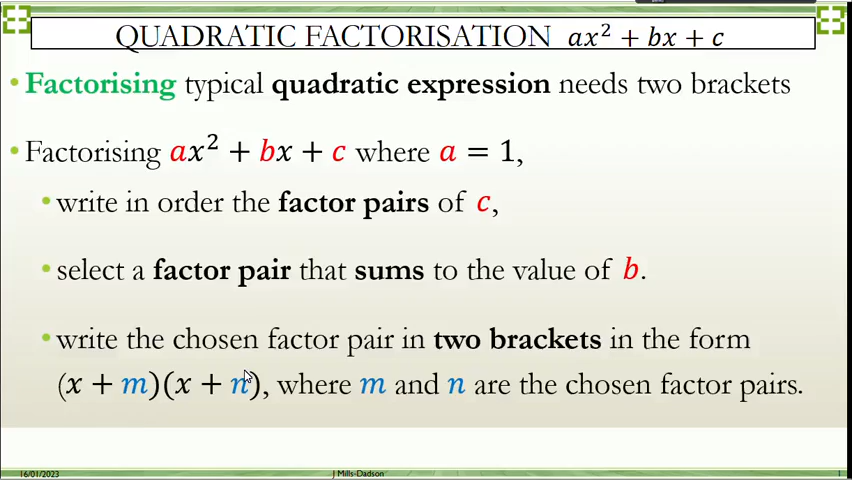 QUADRATIC FACTORISATION ax² + bx + c
• Factorising typical quadratic expression needs two brackets
• Factorising ax² + bx + c where a = 1,
• write in order the factor pairs of c,
• select a factor pair that sums to the value of b.
• write the chosen factor pair in two brackets in the form
(x + m)(x + n), where m and n are the chosen factor pairs.
16/01/2023 J Mills-Dadson 1